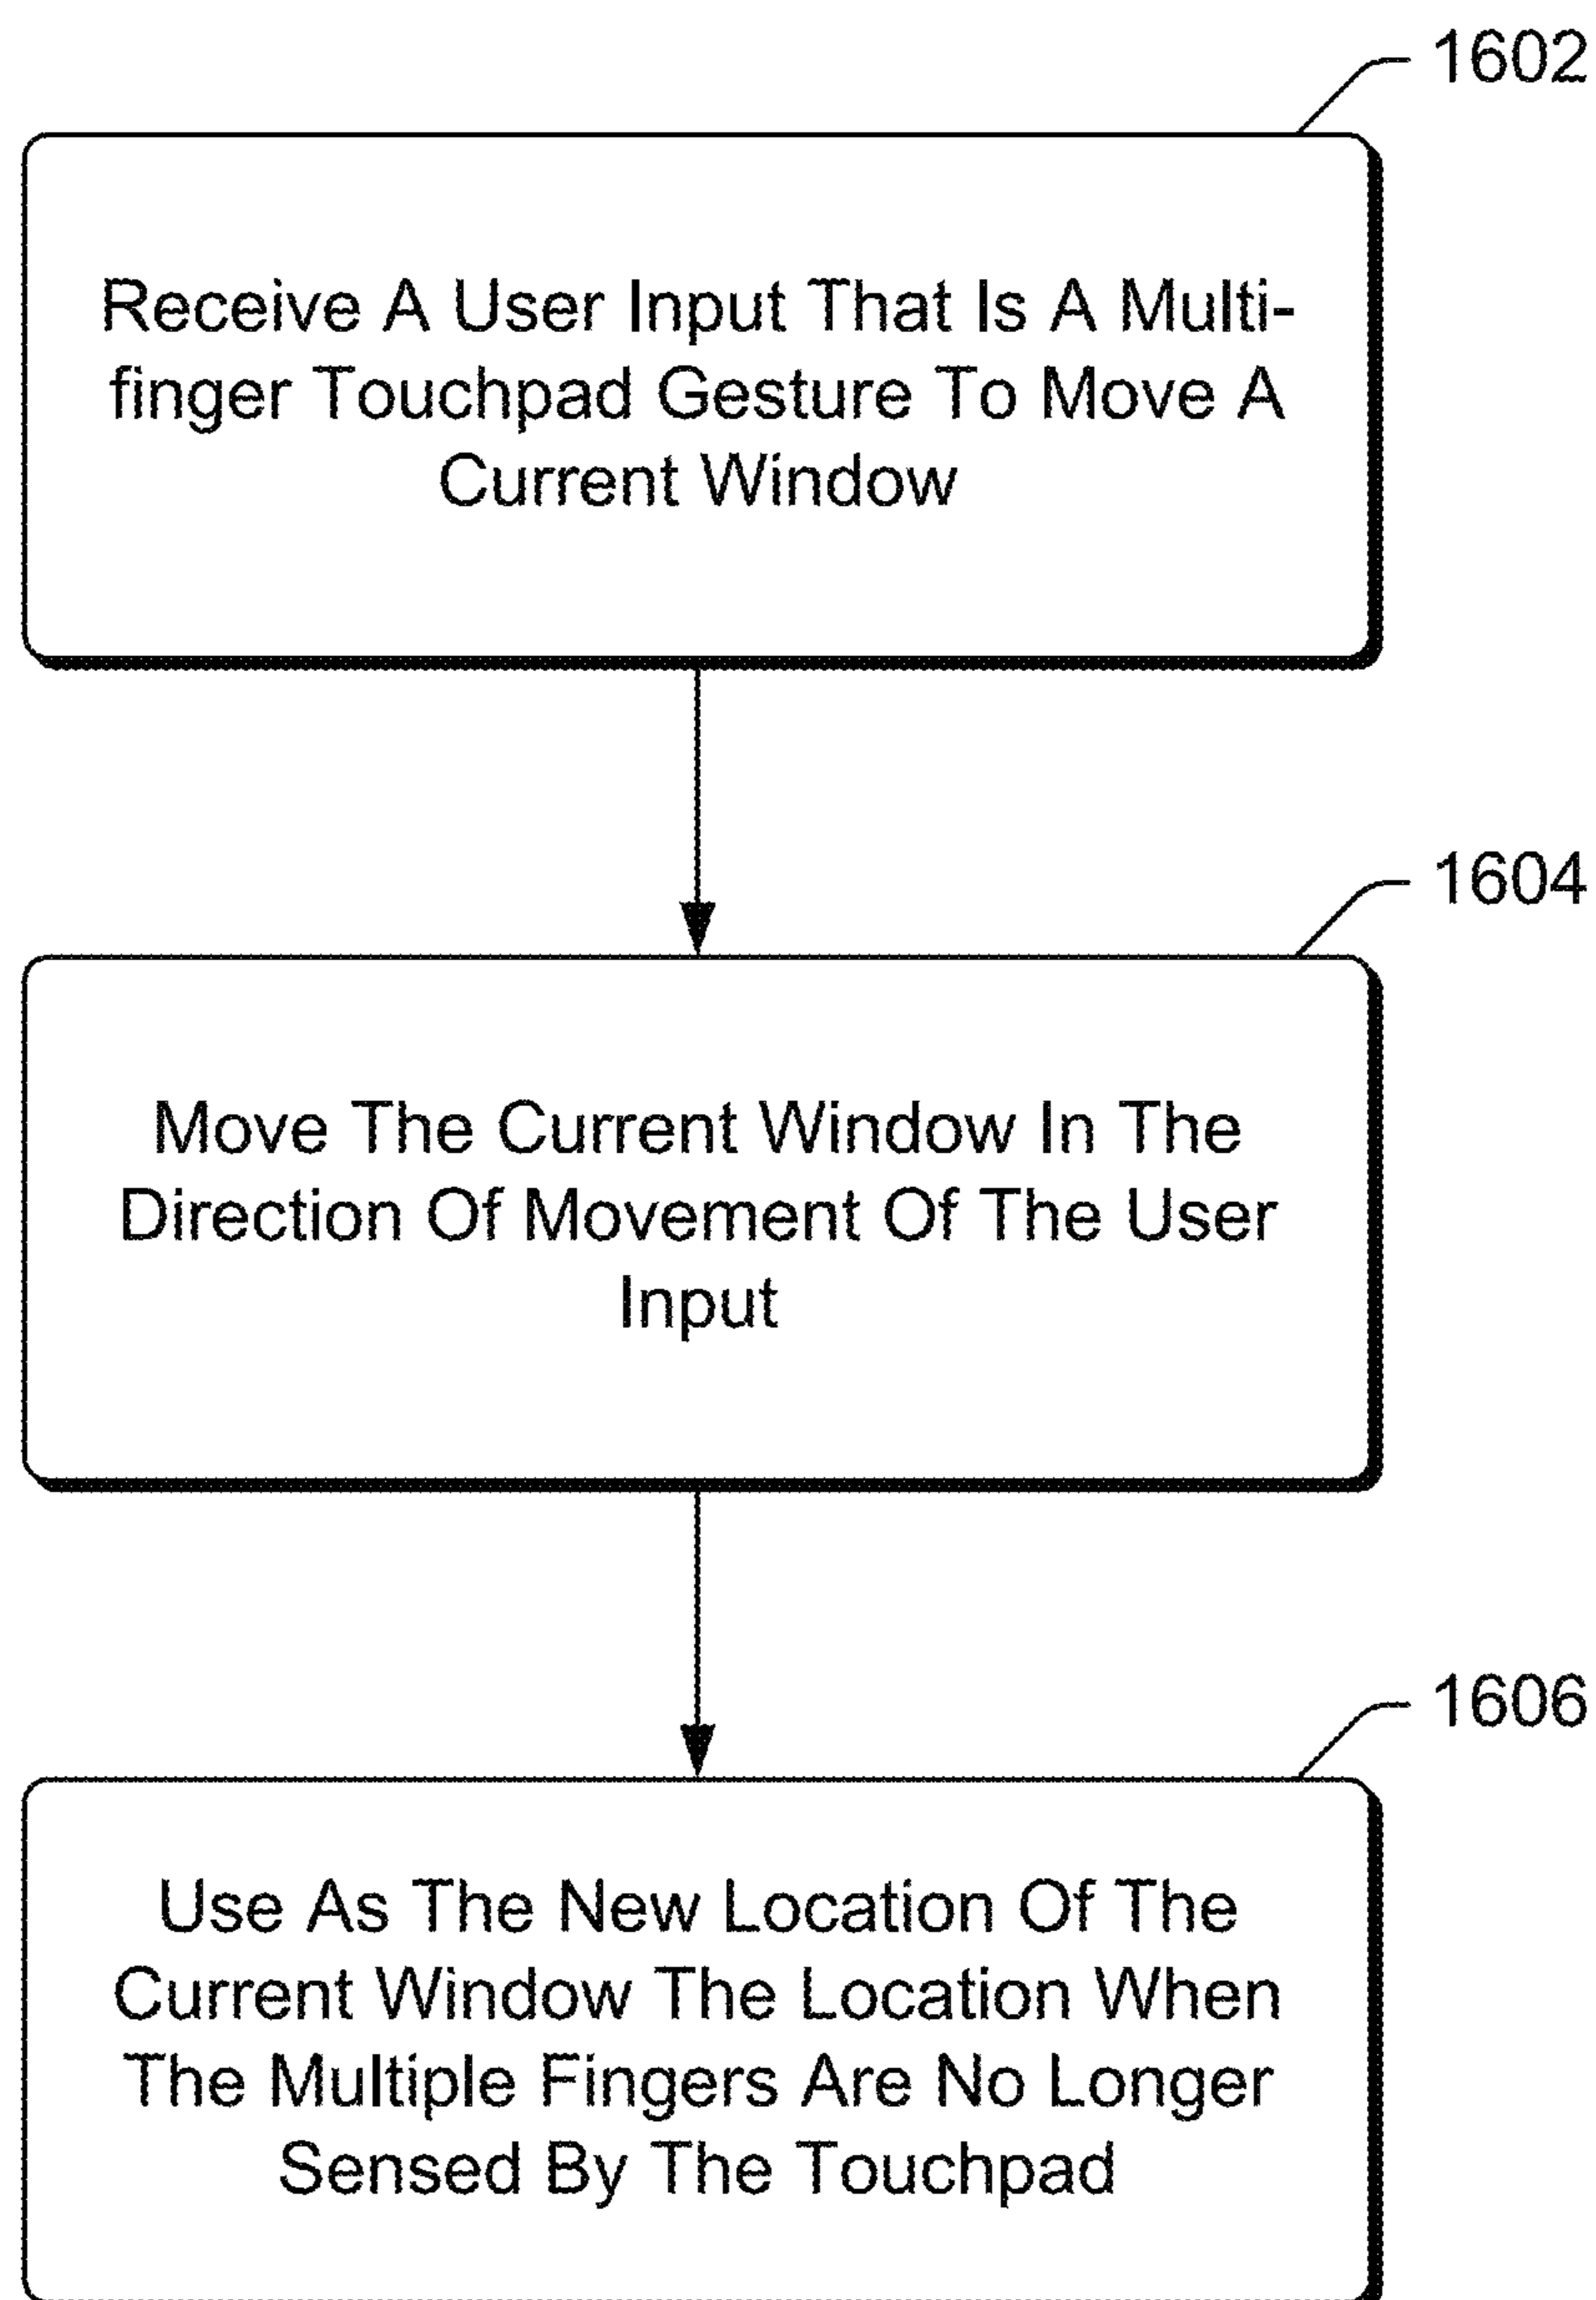 1602
Receive A User Input That Is A Multi-
finger Touchpad Gesture To Move A
Current Window
1604
Move The Current Window In The
Direction Of Movement Of The User
Input
1606
Use As The New Location Of The
Current Window The Location When
The Multiple Fingers Are No Longer
Sensed By The Touchpad